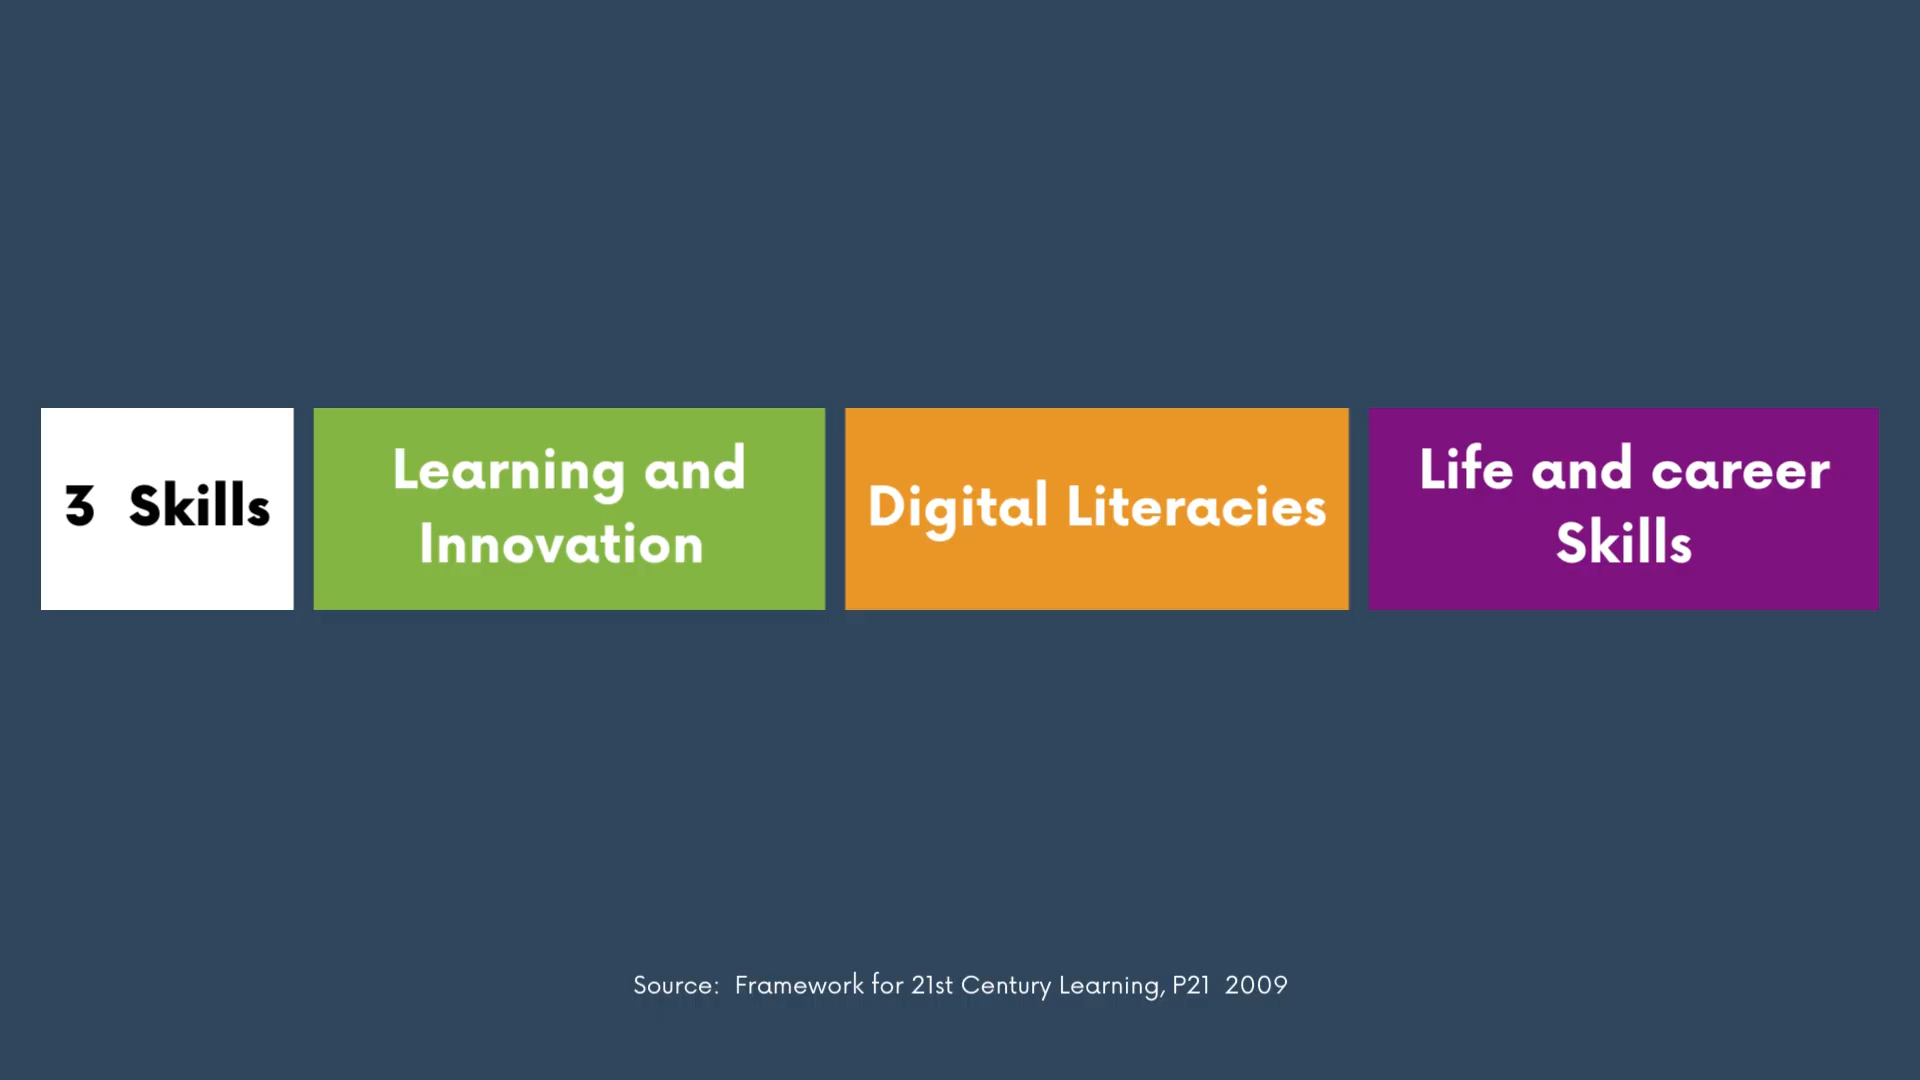 3 Skills
Learning and
Innovation
Digital Literacies
Life and career
Skills
Source: Framework for 21st Century Learning, P21 2009